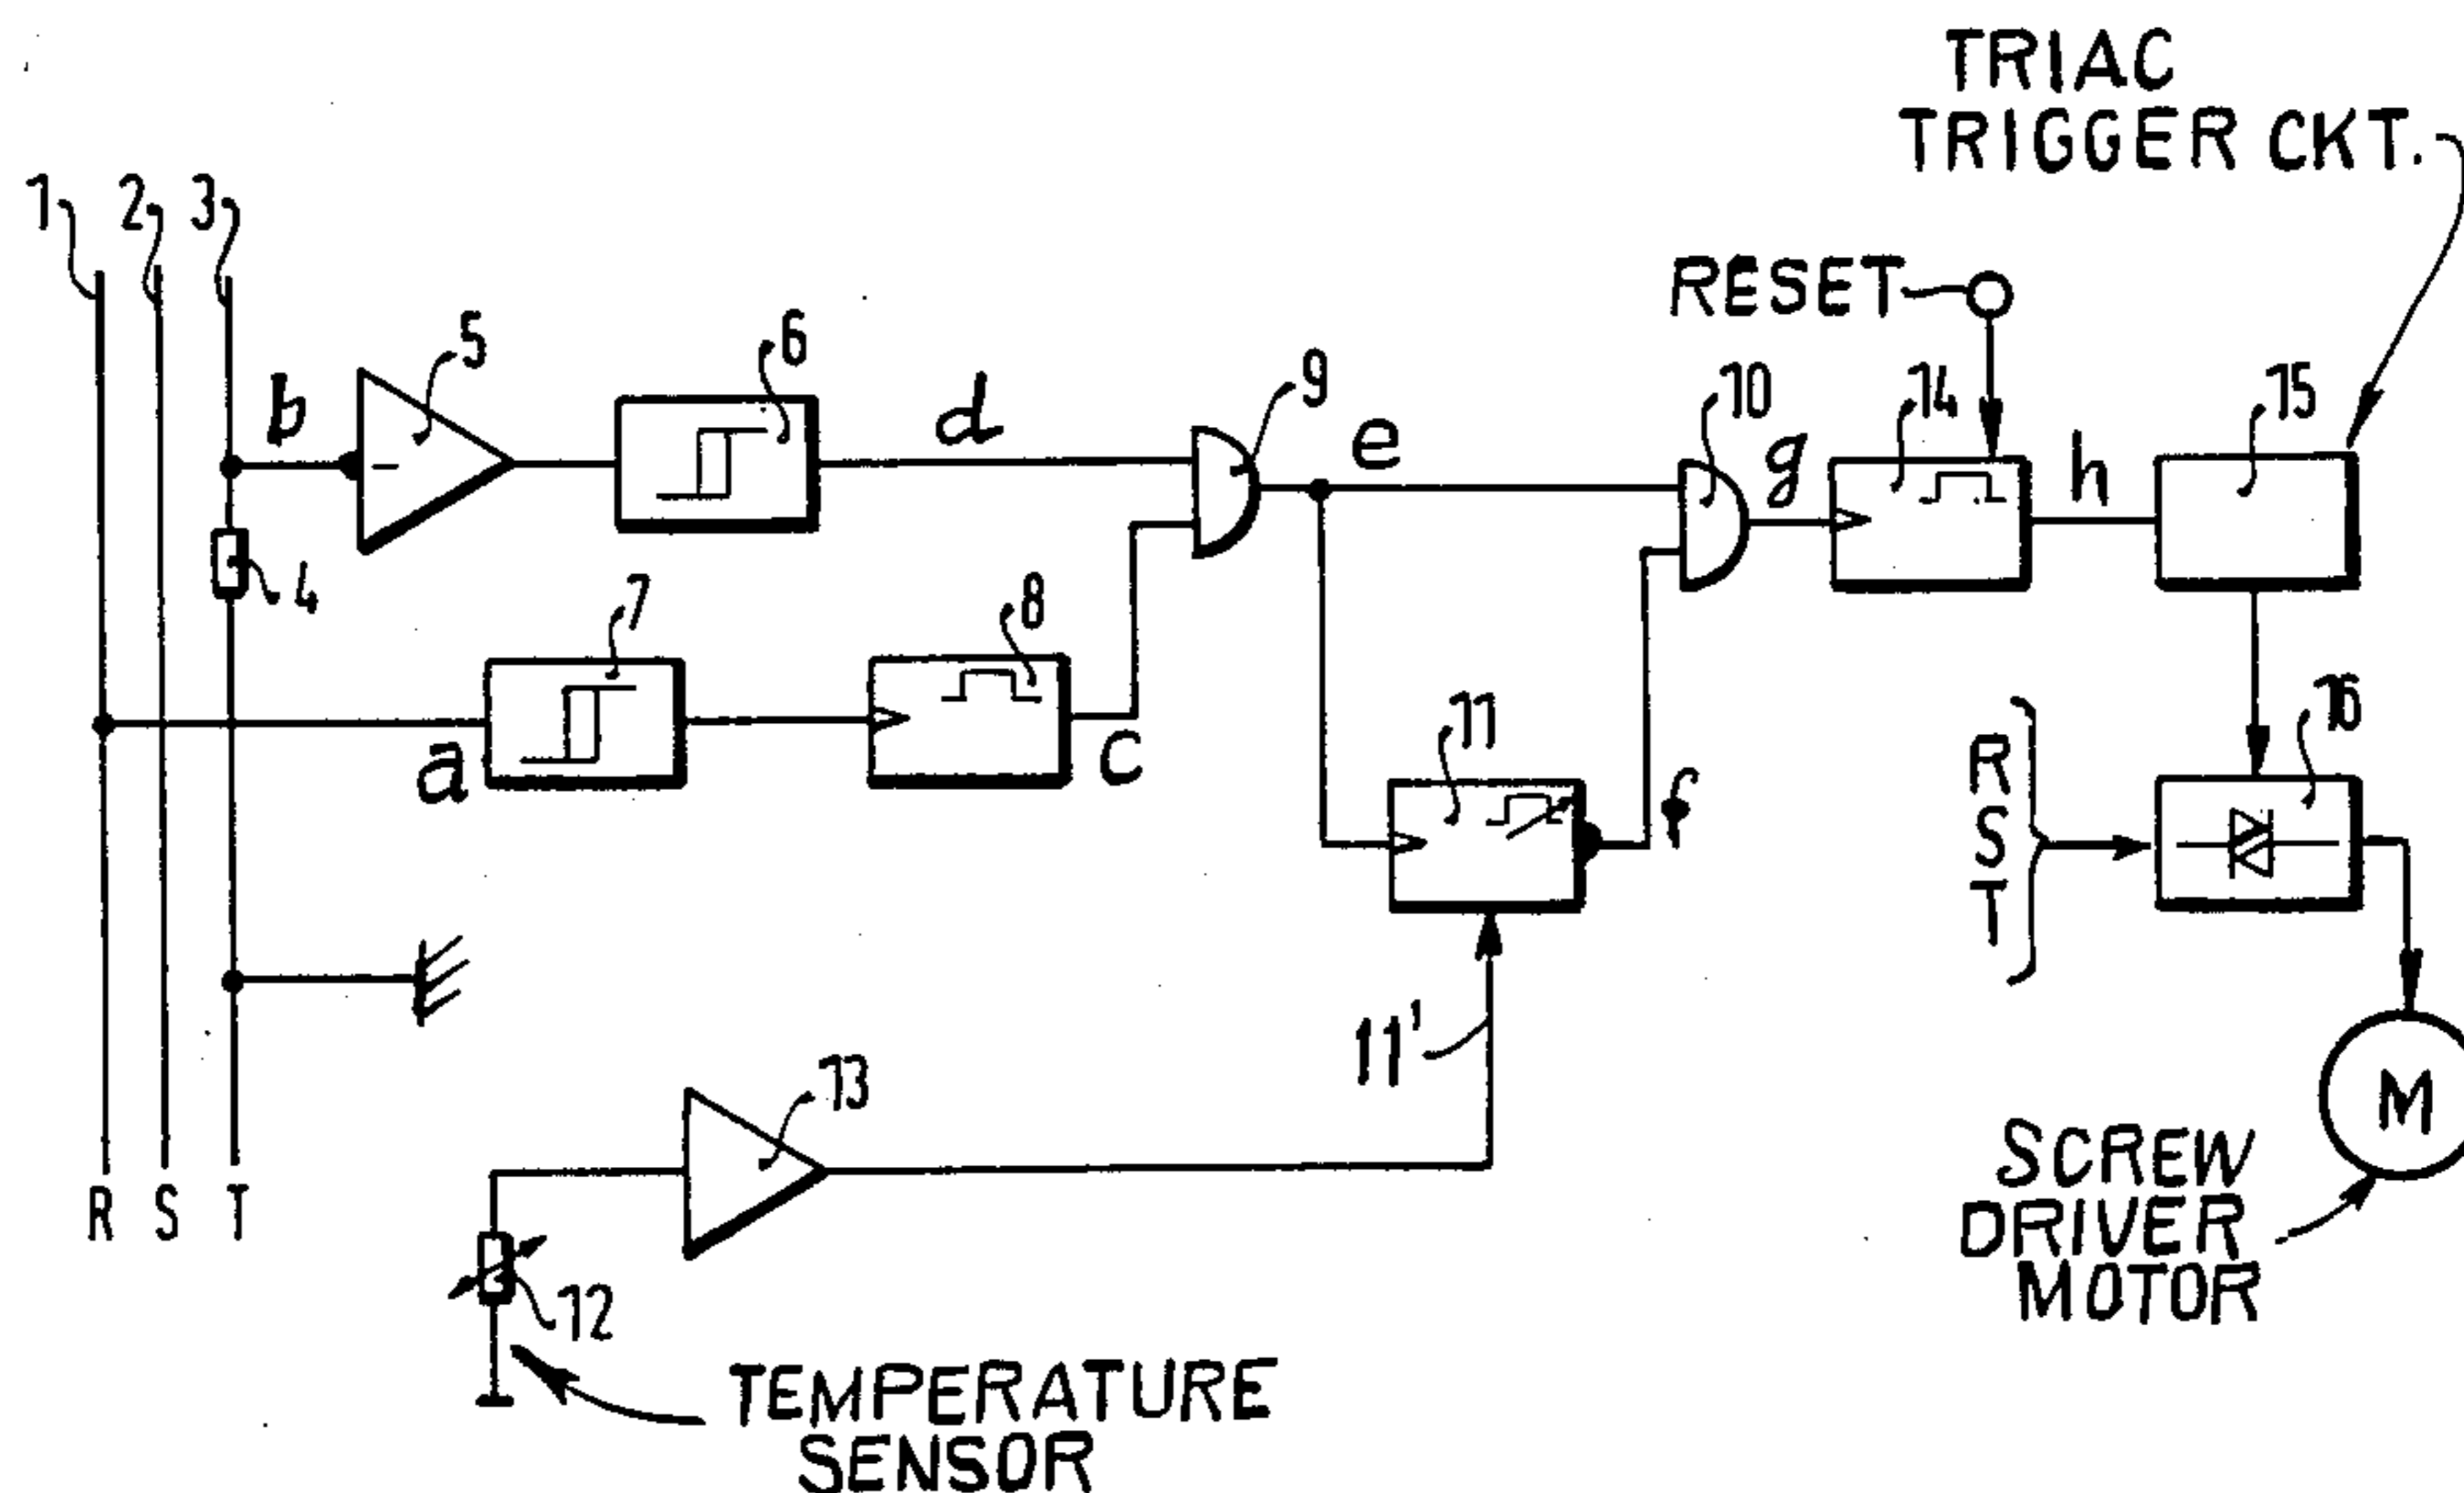 TRIAC
TRIGGER CKT.
1 2 3
5
6
b
d
9
e
RESET
10
g
14
h
15
4
7
8
a
c
11
f
16
R
S
T
11'
13
M
SCREW
DRIVER
MOTOR
R S T
12
TEMPERATURE
SENSOR